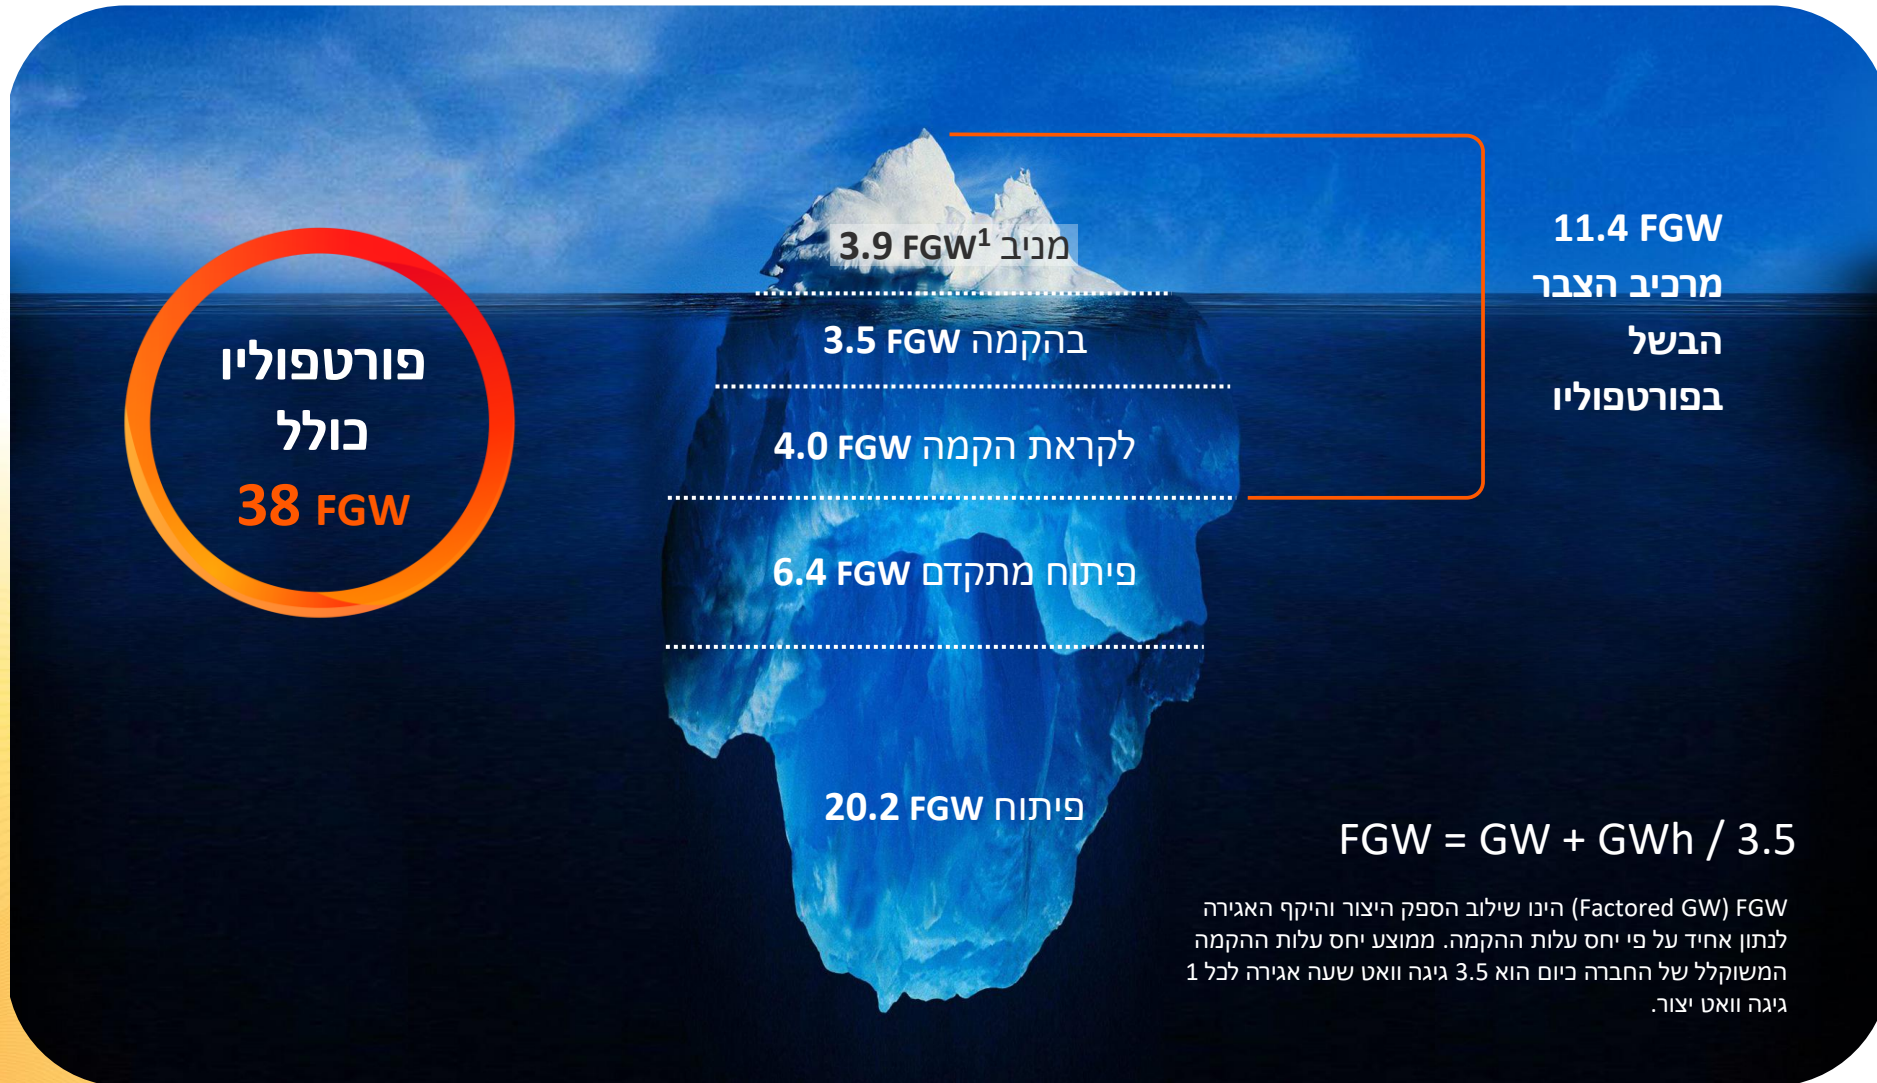 פורטפוליו
כולל
38 FGW
מניב 3.9 FGW¹
בהקמה 3.5 FGW
לקראת הקמה 4.0 FGW
פיתוח מתקדם 6.4 FGW
פיתוח 20.2 FGW
11.4 FGW
מרכיב הצבר
הבשל
בפורטפוליו
FGW = GW + GWh / 3.5
FGW (Factored GW) הינו שילוב הספק היצור והיקף האגירה
לנתון אחיד על פי יחס עלות ההקמה. ממוצע יחס עלות ההקמה
המשוקלל של החברה כיום הוא 3.5 גיגה וואט שעה אגירה לכל 1
גיגה וואט יצור.